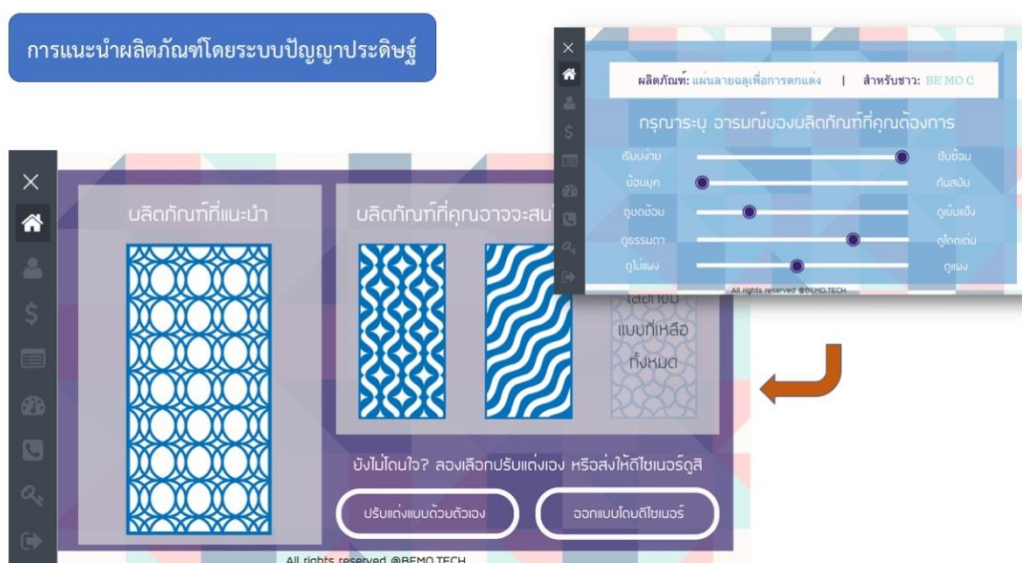 การแนะนำผลิตภัณฑ์โดยระบบปัญญาประดิษฐ์
ผลิตภัณฑ์: แผ่นลายฉลุเพื่อการตกแต่ง | สำหรับชาว: BE MO C
กรุณาระบุ อารมณ์ของผลิตภัณฑ์ที่คุณต้องการ
เรียบง่าย ซับซ้อน
ย้อนยุค ทันสมัย
ดูชดช้อย ดูเข้มแข็ง
ดูธรรมดา ดูโดดเด่น
ดูไม่แพง ดูแพง
All rights reserved @BEMO.TECH
ผลิตภัณฑ์ที่แนะนำ
ผลิตภัณฑ์ที่คุณอาจจะสน
แบบที่เหลือ
ทั้งหมด
ยังไม่โดนใจ? ลองเลือกปรับแต่งเอง หรือส่งให้ดีไซเนอร์ดูสิ
ปรับแต่งแบบด้วยตัวเอง
ออกแบบโดยดีไซเนอร์
All rights reserved @BEMO.TECH